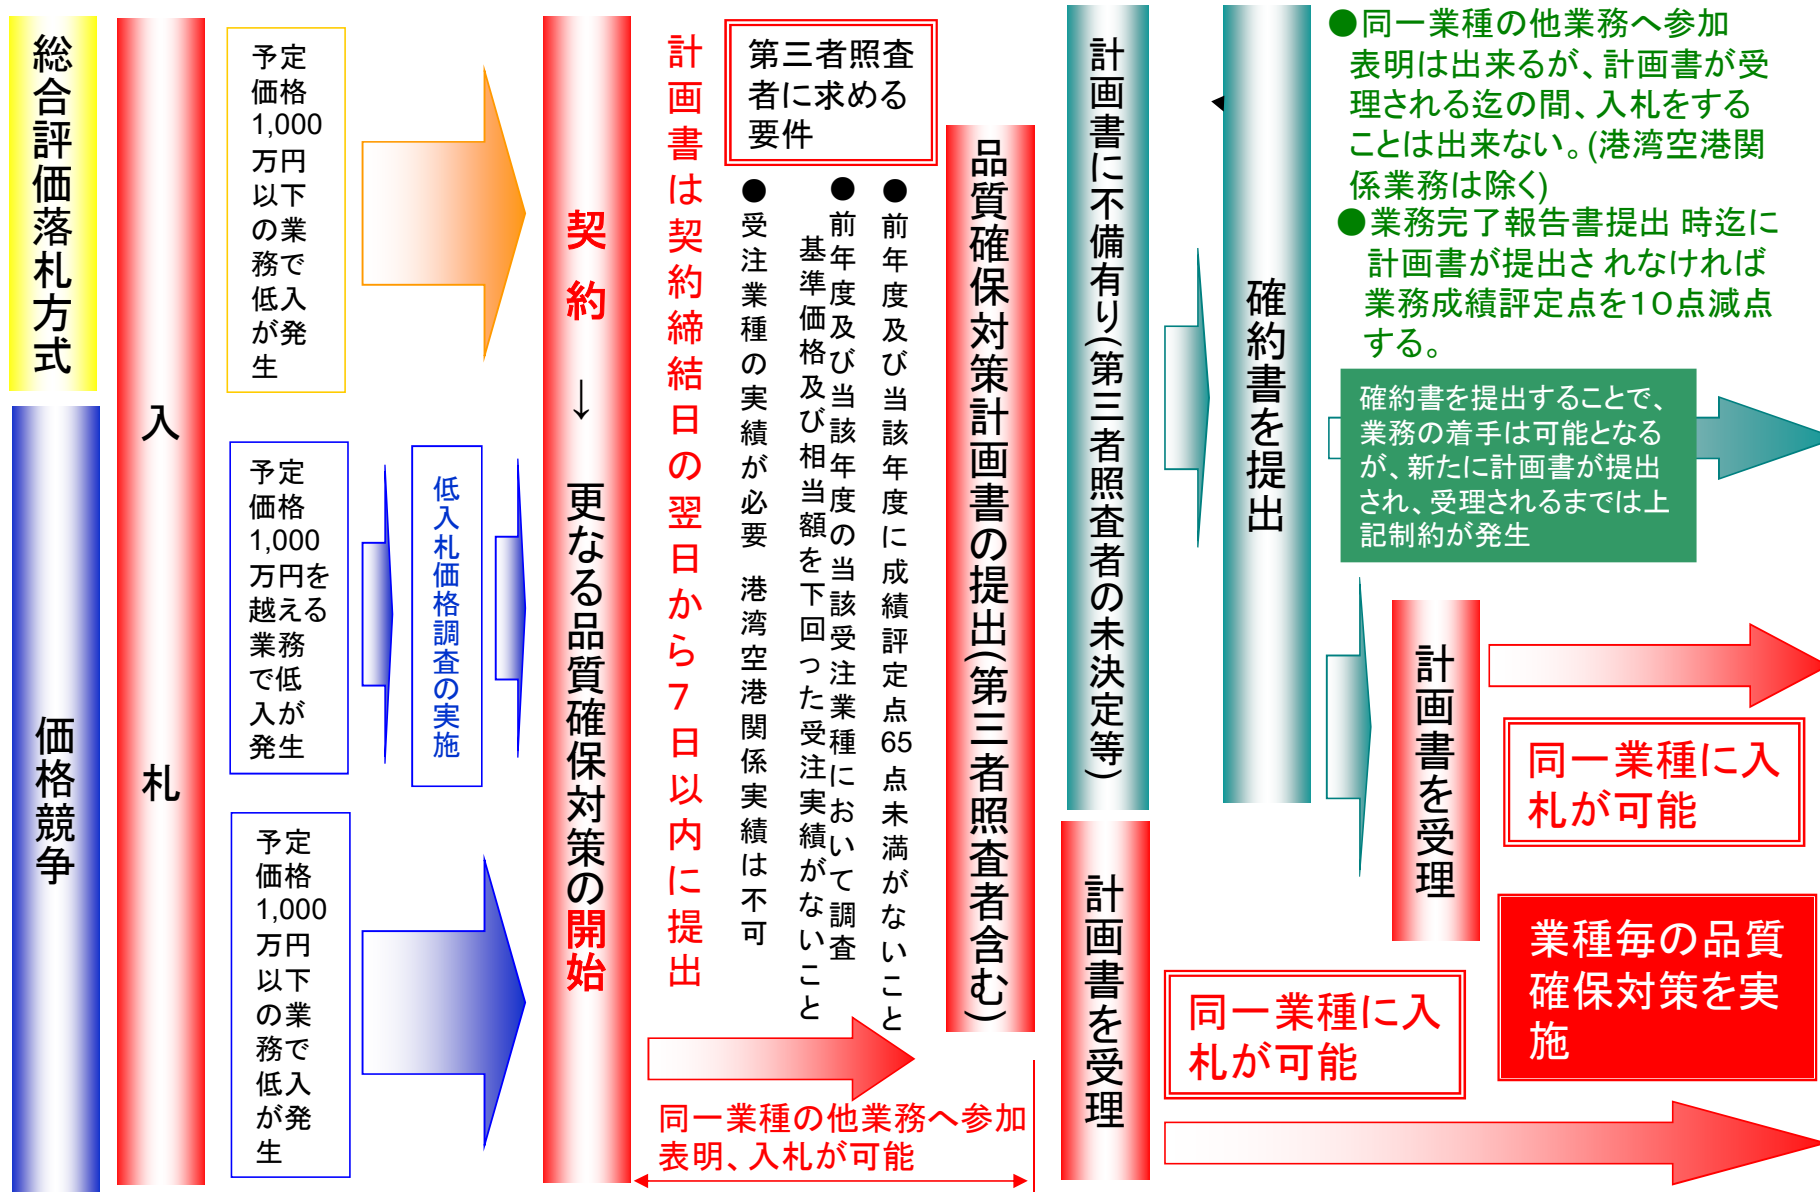 総合評価落札方式
価格競争
入札
予定
価格
1,000
万円
以下
の業
務で
低入
が発
生
予定
価格
1,000
万円を
越える
業務
で低
入が
発生
低入札価格調査の実施
予定
価格
1,000
万円
以下
の業
務で
低入
が発
生
契約 → 更なる品質確保対策の開始
計画書は契約締結日の翌日から7日以内に提出
第三者照査
者に求める
要件
●前年度及び当該年度に成績評定点65点未満がないこと
●前年度及び当該年度の当該受注業種において調査
基準価格及び相当額を下回った受注実績がないこと
●受注業種の実績が必要 港湾空港関係実績は不可
同一業種の他業務へ参加
表明、入札が可能
品質確保対策計画書の提出(第三者照査者含む)
計画書に不備有り(第三者照査者の未決定等)
計画書を受理
確約書を提出
●同一業種の他業務へ参加
表明は出来るが、計画書が受
理される迄の間、入札をする
ことは出来ない。(港湾空港関
係業務は除く)
●業務完了報告書提出 時迄に
計画書が提出さ れなければ
業務成績評定点を10点減点
する。
確約書を提出することで、
業務の着手は可能となる
が、新たに計画書が提出
され、受理されるまでは上
記制約が発生
計画書を受理
同一業種に入
札が可能
同一業種に入
札が可能
業種毎の品質
確保対策を実
施